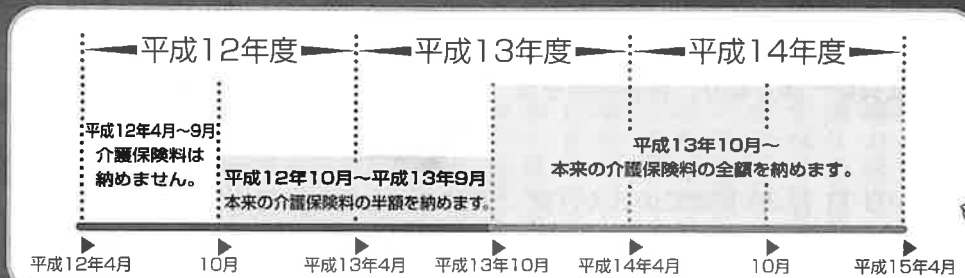 平成12年度
平成13年度
平成14年度
平成12年4月～9月
介護保険料は
納めません。
平成12年10月～平成13年9月
本来の介護保険料の半額を納めます。
平成13年10月～
本来の介護保険料の全額を納めます。
平成12年4月
10月
平成13年4月
平成13年10月
平成14年4月
10月
平成15年4月